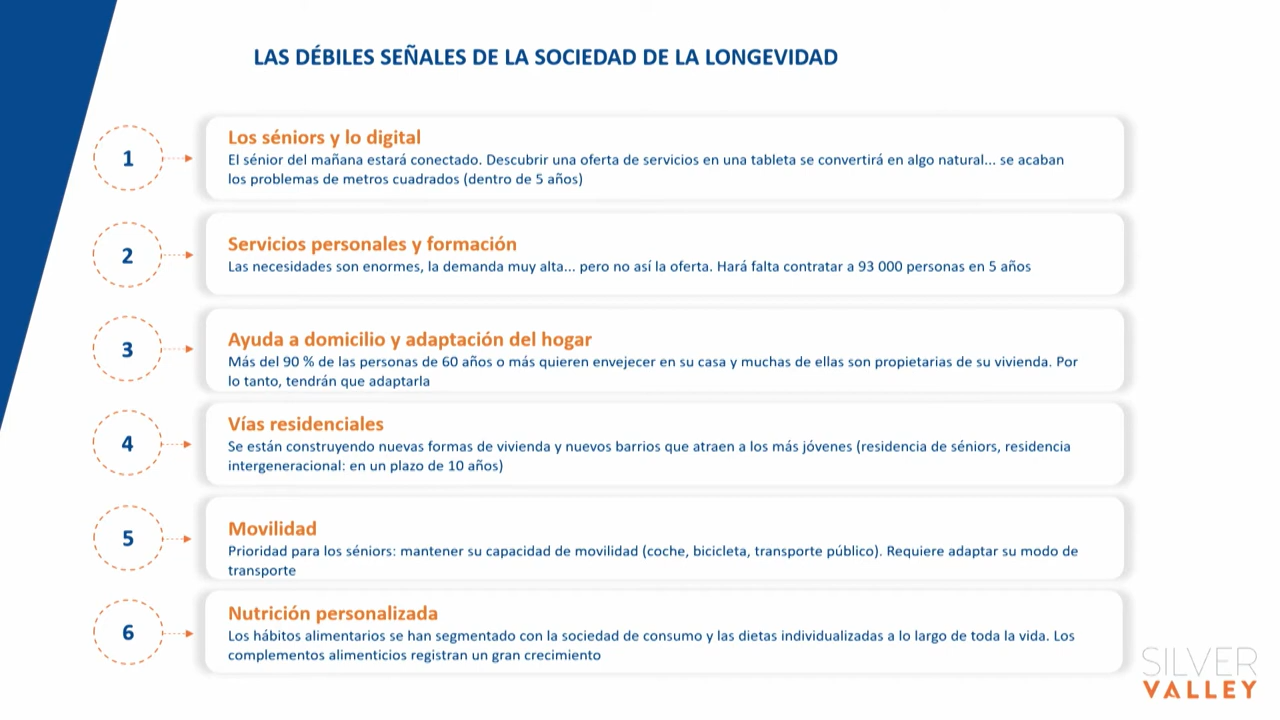 LAS DÉBILES SEÑALES DE LA SOCIEDAD DE LA LONGEVIDAD
1
Los séniors y lo digital
El sénior del mañana estará conectado. Descubrir una oferta de servicios en una tableta se convertirá en algo natural... se acaban
los problemas de metros cuadrados (dentro de 5 años)
2
Servicios personales y formación
Las necesidades son enormes, la demanda muy alta... pero no así la oferta. Hará falta contratar a 93 000 personas en 5 años
3
Ayuda a domicilio y adaptación del hogar
Más del 90 % de las personas de 60 años o más quieren envejecer en su casa y muchas de ellas son propietarias de su vivienda. Por
lo tanto, tendrán que adaptarla
4
Vías residenciales
Se están construyendo nuevas formas de vivienda y nuevos barrios que atraen a los más jóvenes (residencia de séniors, residencia
intergeneracional: en un plazo de 10 años)
5
Movilidad
Prioridad para los séniors: mantener su capacidad de movilidad (coche, bicicleta, transporte público). Requiere adaptar su modo de
transporte
6
Nutrición personalizada
Los hábitos alimentarios se han segmentado con la sociedad de consumo y las dietas individualizadas a lo largo de toda la vida. Los
complementos alimenticios registran un gran crecimiento
SILVER
VALLEY